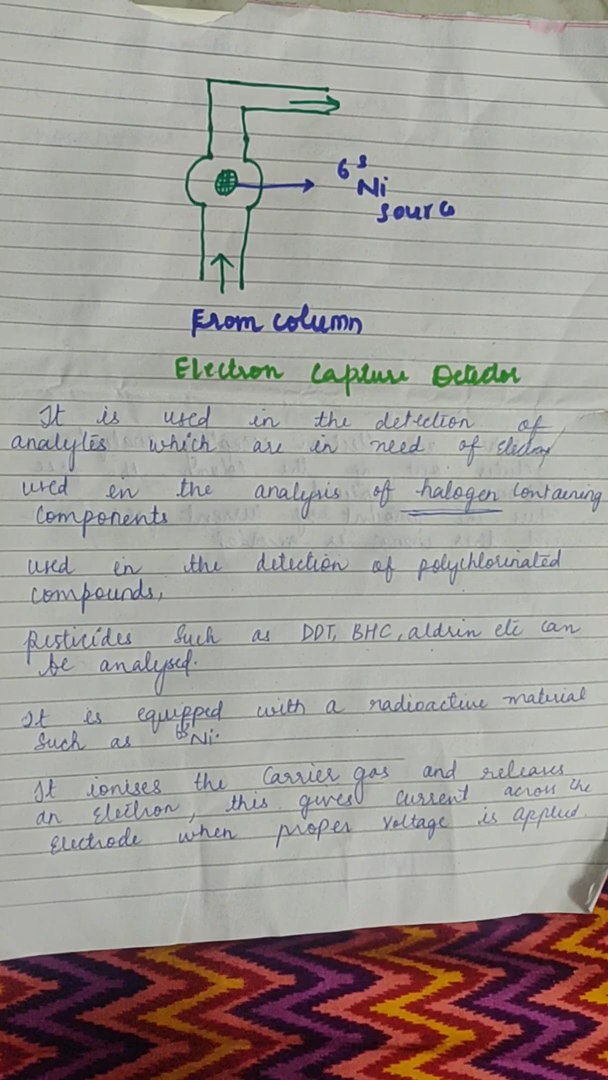 63
Ni
Source
From column
Electron Capture Detector
It is used in the detection of
analytes which are in need of
used in the analysis of halogen containing
components
used in the detection of polychlorinated
compounds,
pesticides such as DDT, BHC, aldrin etc can
be analysed.
It is equipped with a radioactive material
such as 63Ni.
It ionises the carrier gas and releases
an electron, this gives current across the
electrode when proper voltage is applied.